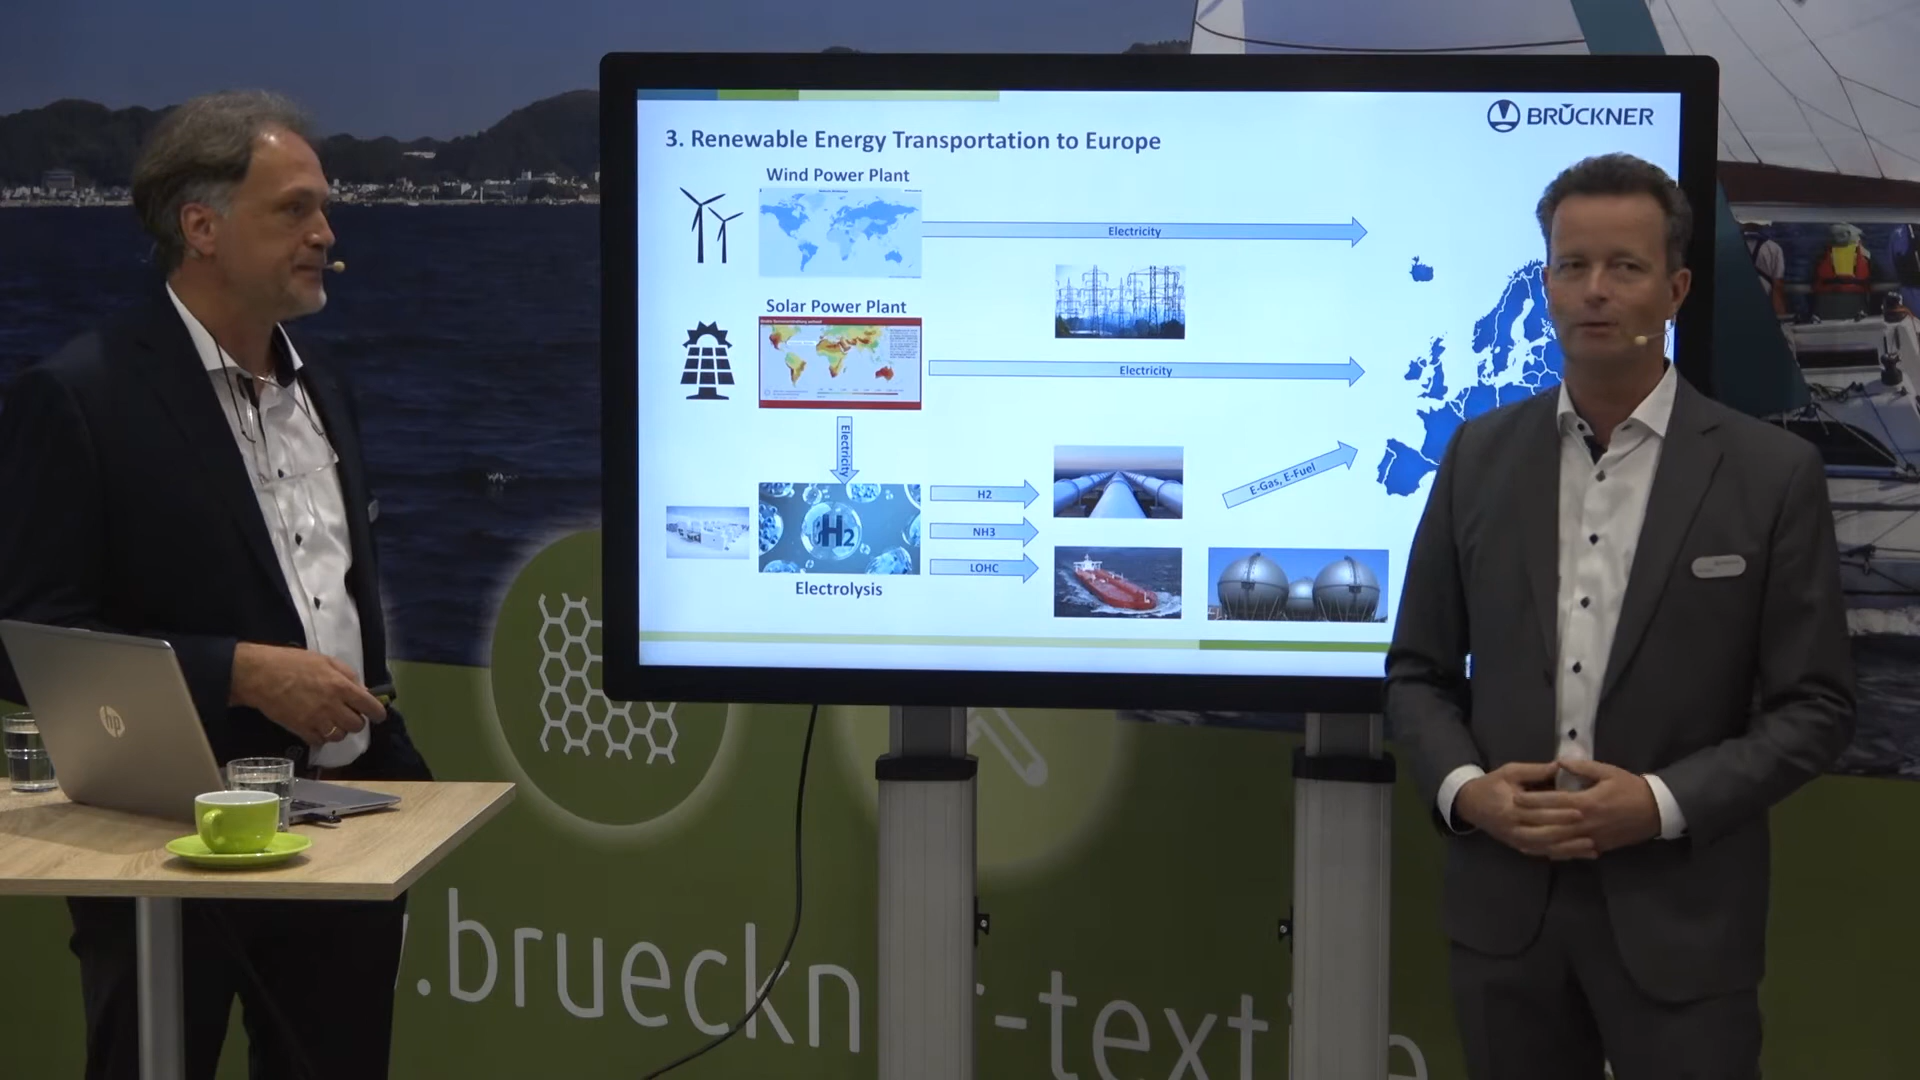 BRÜCKNER
3. Renewable Energy Transportation to Europe
Wind Power Plant
Electricity
Solar Power Plant
Electricity
Electricity
E-Gas, E-Fuel
H2
H2
NH3
LOHC
Electrolysis
hp
.brueckn
r-textile